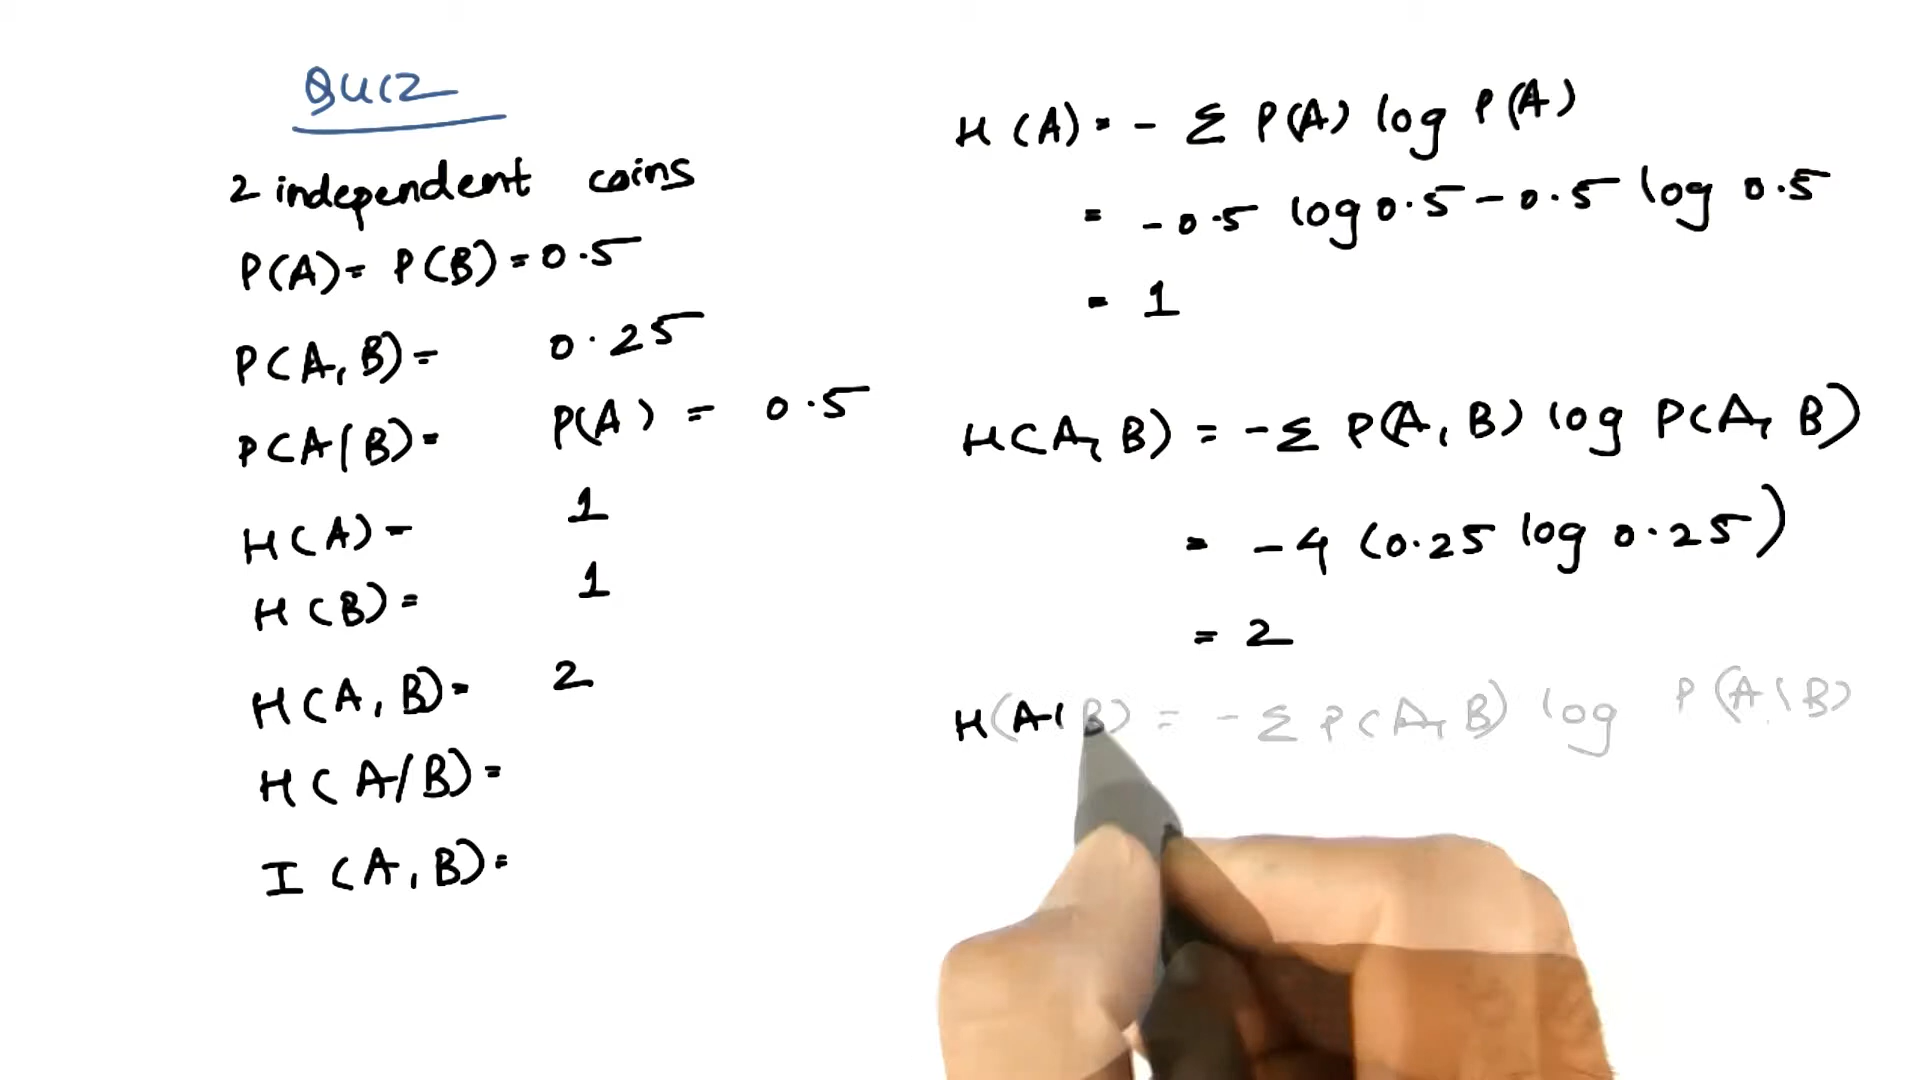 QUIZ
2 independent coins
P(A)= P(B)=0.5
P(A,B)= 0.25
P(A|B)= P(A) = 0.5
H(A)= 1
H(B)= 1
H(A,B)= 2
H(A/B)=
I(A,B)=
H(A)= - Σ P(A) log P(A)
= -0.5 log 0.5 - 0.5 log 0.5
= 1
H(A,B) = -Σ P(A,B) log P(A,B)
= -4 (0.25 log 0.25)
= 2
H(A|B) = - Σ P(A,B) log P(A|B)